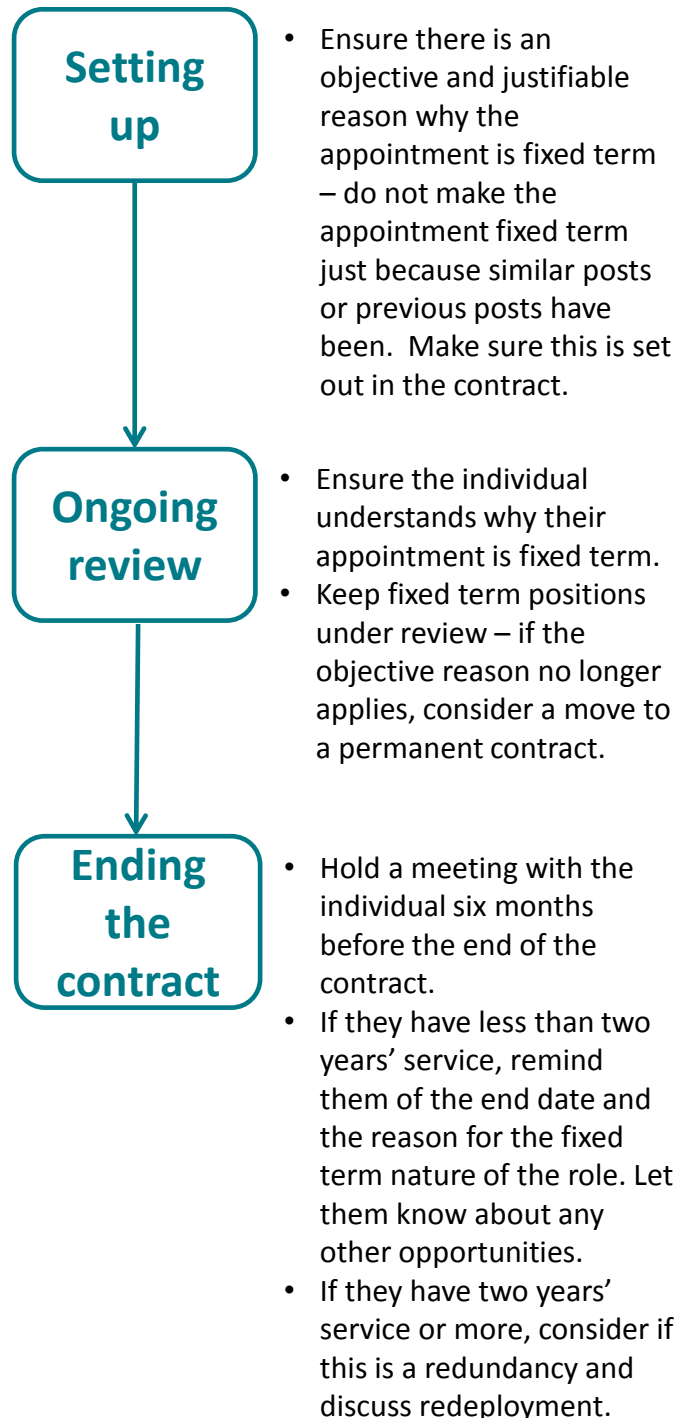 Setting
up
• Ensure there is an
objective and justifiable
reason why the
appointment is fixed term
– do not make the
appointment fixed term
just because similar posts
or previous posts have
been.  Make sure this is set
out in the contract.
Ongoing
review
• Ensure the individual
understands why their
appointment is fixed term.
• Keep fixed term positions
under review – if the
objective reason no longer
applies, consider a move to
a permanent contract.
Ending
the
contract
• Hold a meeting with the
individual six months
before the end of the
contract.
• If they have less than two
years’ service, remind
them of the end date and
the reason for the fixed
term nature of the role. Let
them know about any
other opportunities.
• If they have two years’
service or more, consider if
this is a redundancy and
discuss redeployment.